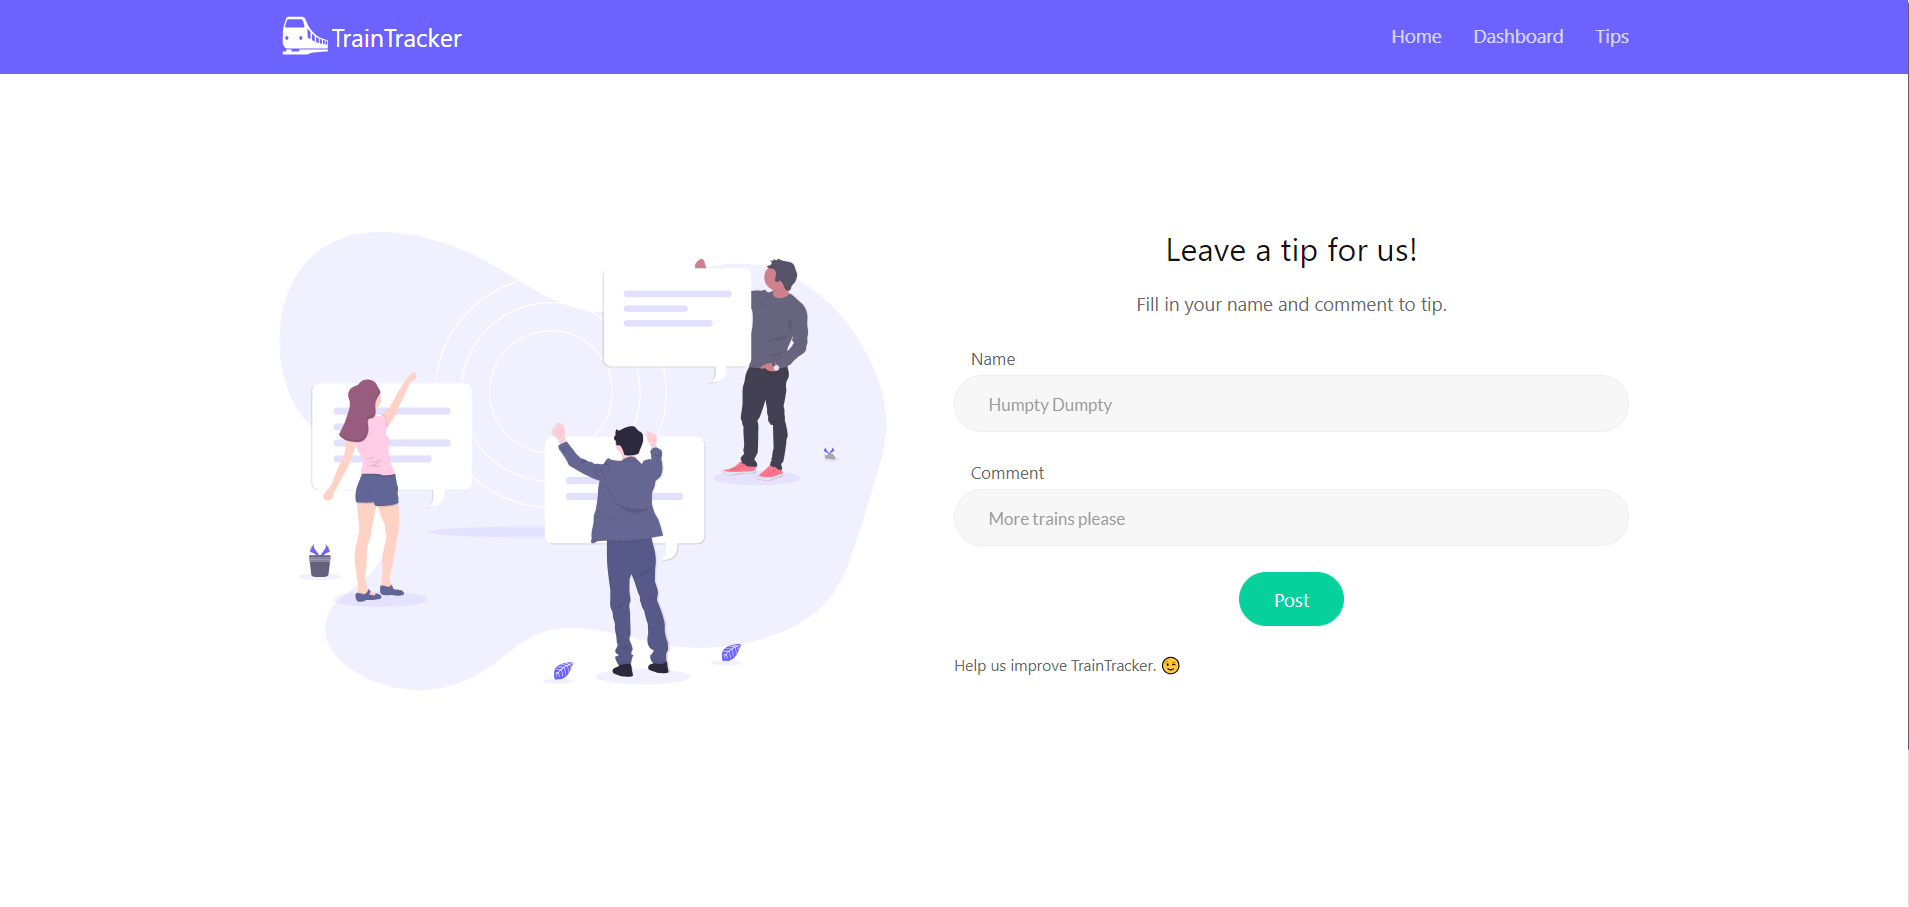 TrainTracker
Home Dashboard Tips
Leave a tip for us!
Fill in your name and comment to tip.
Name
Humpty Dumpty
Comment
More trains please
Post
Help us improve TrainTracker. 😉